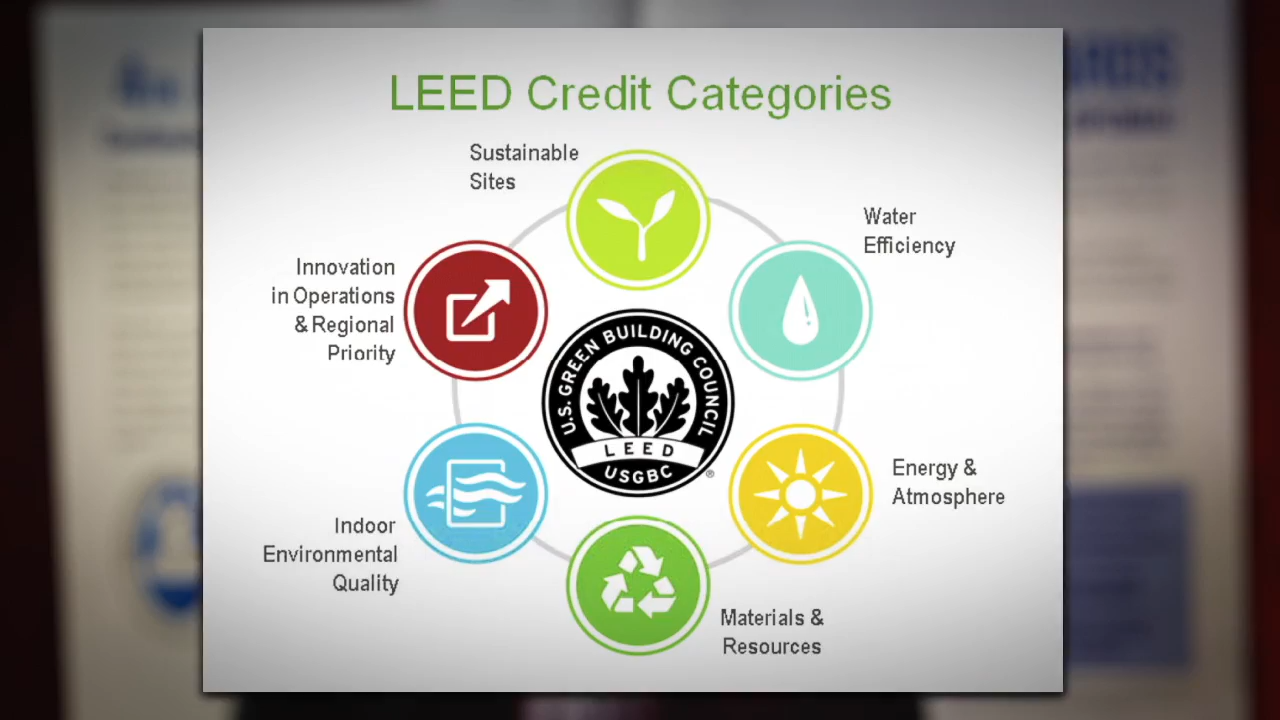 LEED Credit Categories
Sustainable
Sites
Water
Efficiency
Innovation
in Operations
& Regional
Priority
U.S. GREEN BUILDING COUNCIL
LEED
USGBC
®
Energy &
Atmosphere
Indoor
Environmental
Quality
Materials &
Resources